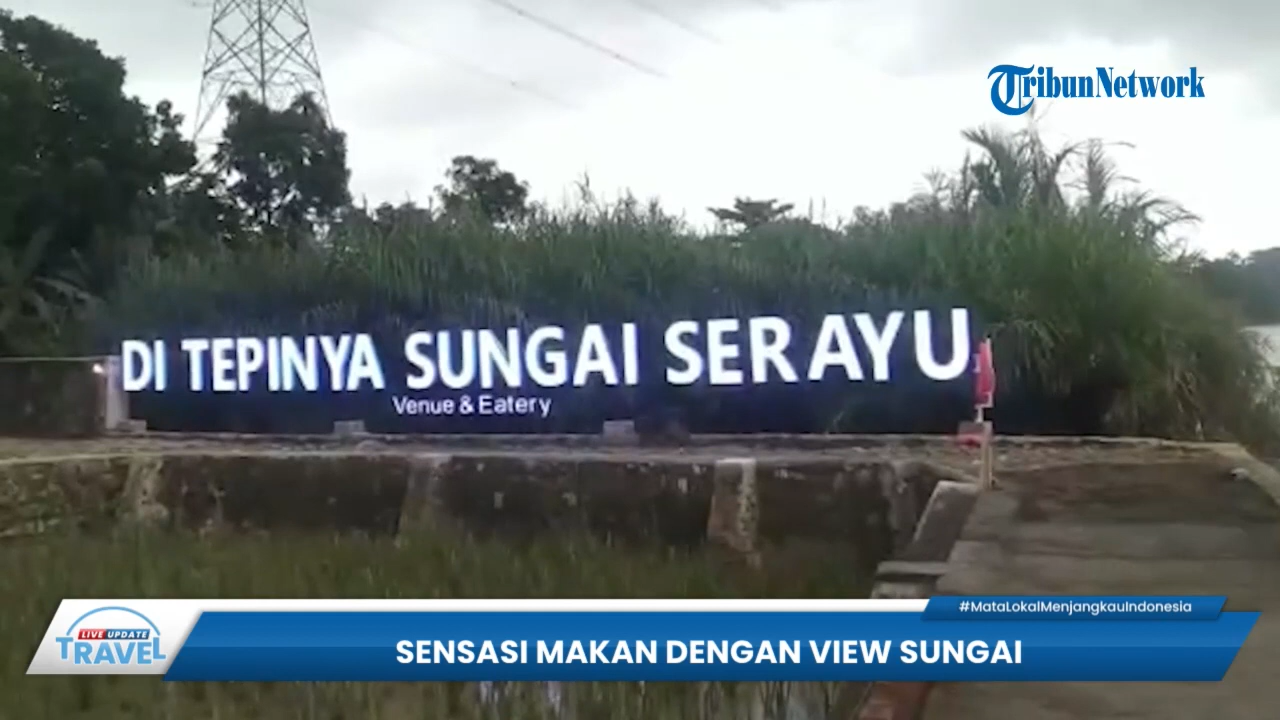 TribunNetwork
DI TEPINYA SUNGAI SERAYU
Venue & Eatery
#MataLokalMenjangkauIndonesia
LIVE UPDATE
TRAVEL
SENSASI MAKAN DENGAN VIEW SUNGAI